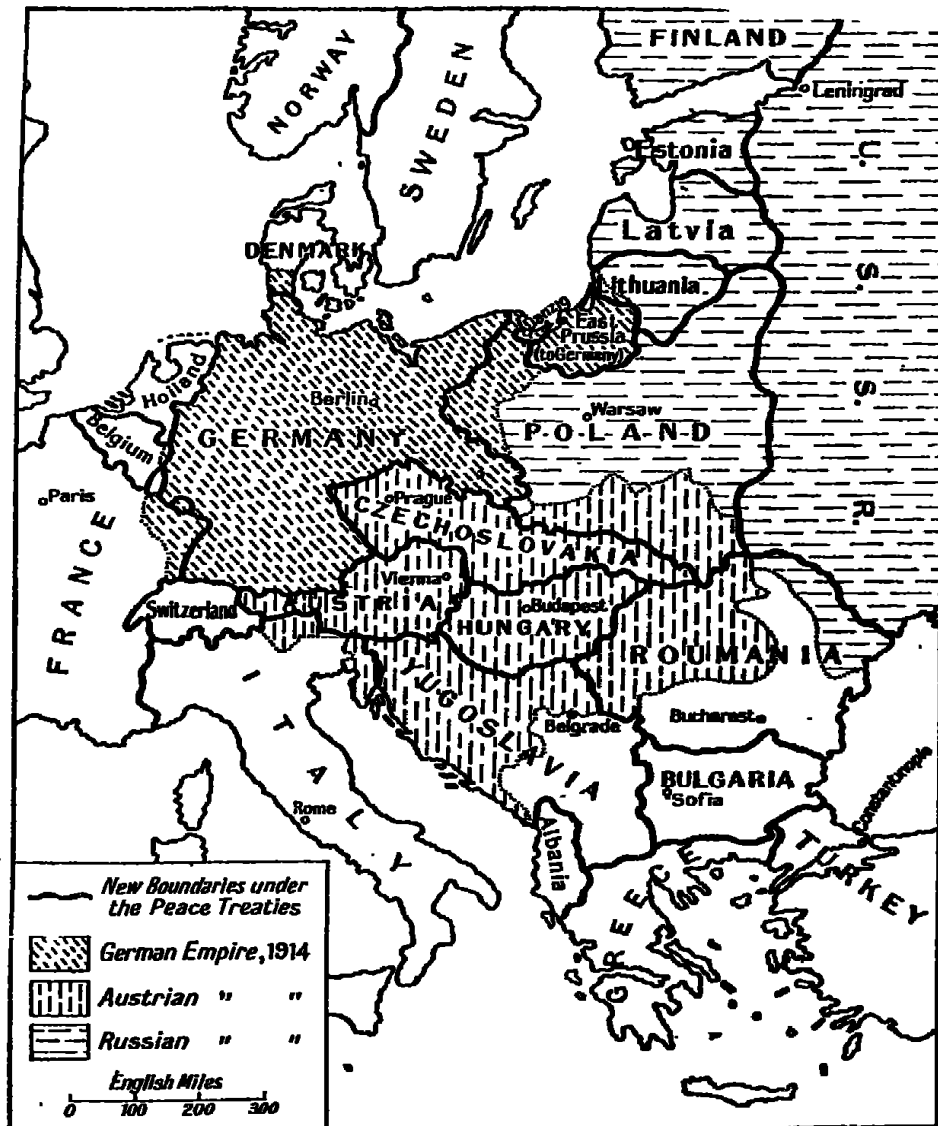 FINLAND
NORWAY
SWEDEN
Leningrad
Estonia
U.S.S.R.
Latvia
DENMARK
Lithuania
Danzig
East
Prussia
(to Germany)
Holland
Berlin
Belgium
GERMANY
Warsaw
POLAND
Paris
Prague
CZECHOSLOVAKIA
FRANCE
Vienna
Switzerland
AUSTRIA
Budapest
HUNGARY
ROUMANIA
YUGOSLAVIA
ITALY
Belgrade
Bucharest
BULGARIA
Sofia
Constantinople
Rome
Albania
TURKEY
GREECE
New Boundaries under
the Peace Treaties
German Empire, 1914
Austrian " "
Russian " "
English Miles
0 100 200 300